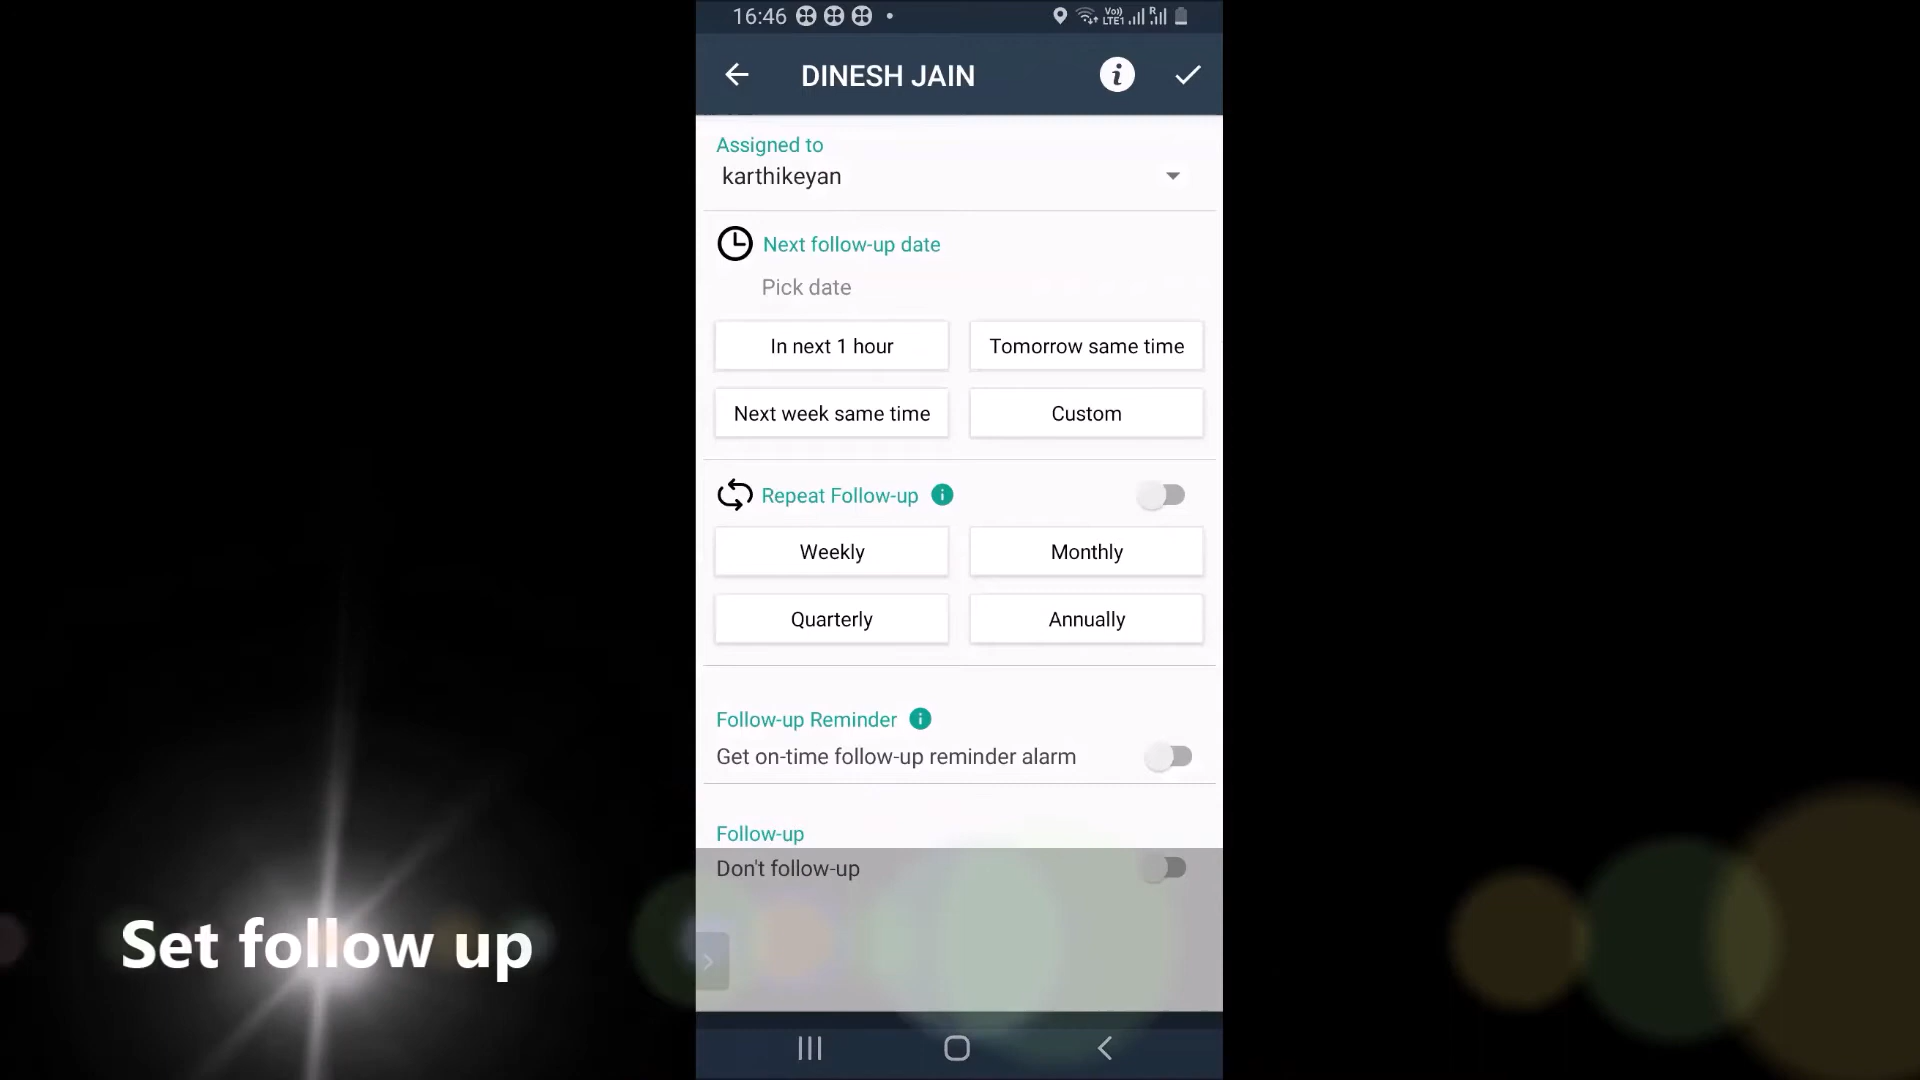 16:46
Vo)) LTE1 R
DINESH JAIN
Assigned to
karthikeyan
Next follow-up date
Pick date
In next 1 hour
Tomorrow same time
Next week same time
Custom
Repeat Follow-up
Weekly
Monthly
Quarterly
Annually
Follow-up Reminder
Get on-time follow-up reminder alarm
Follow-up
Don't follow-up
Set follow up